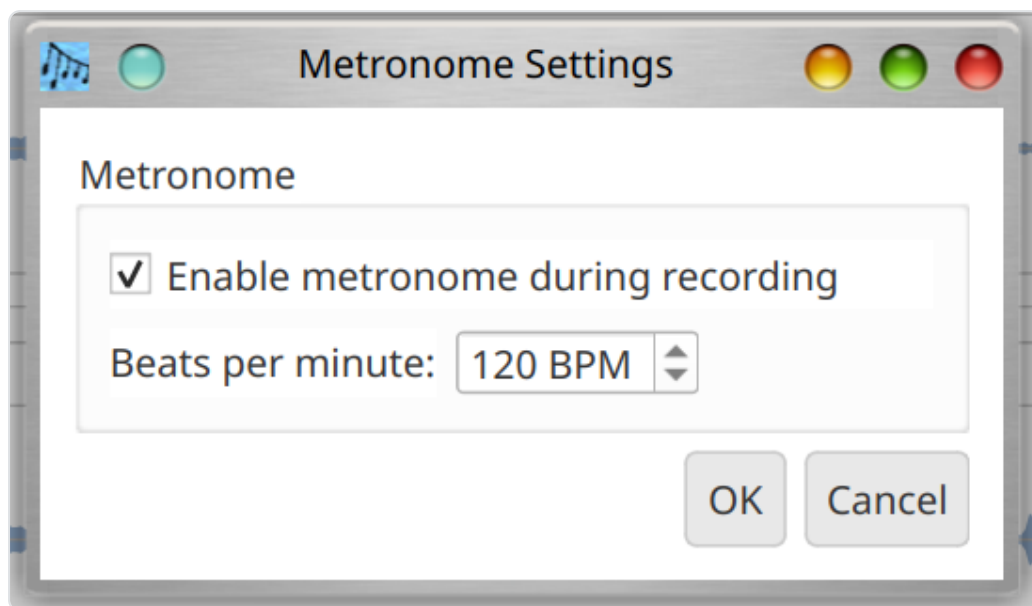 Metronome Settings
Metronome
Enable metronome during recording
Beats per minute: 120 BPM
OK Cancel